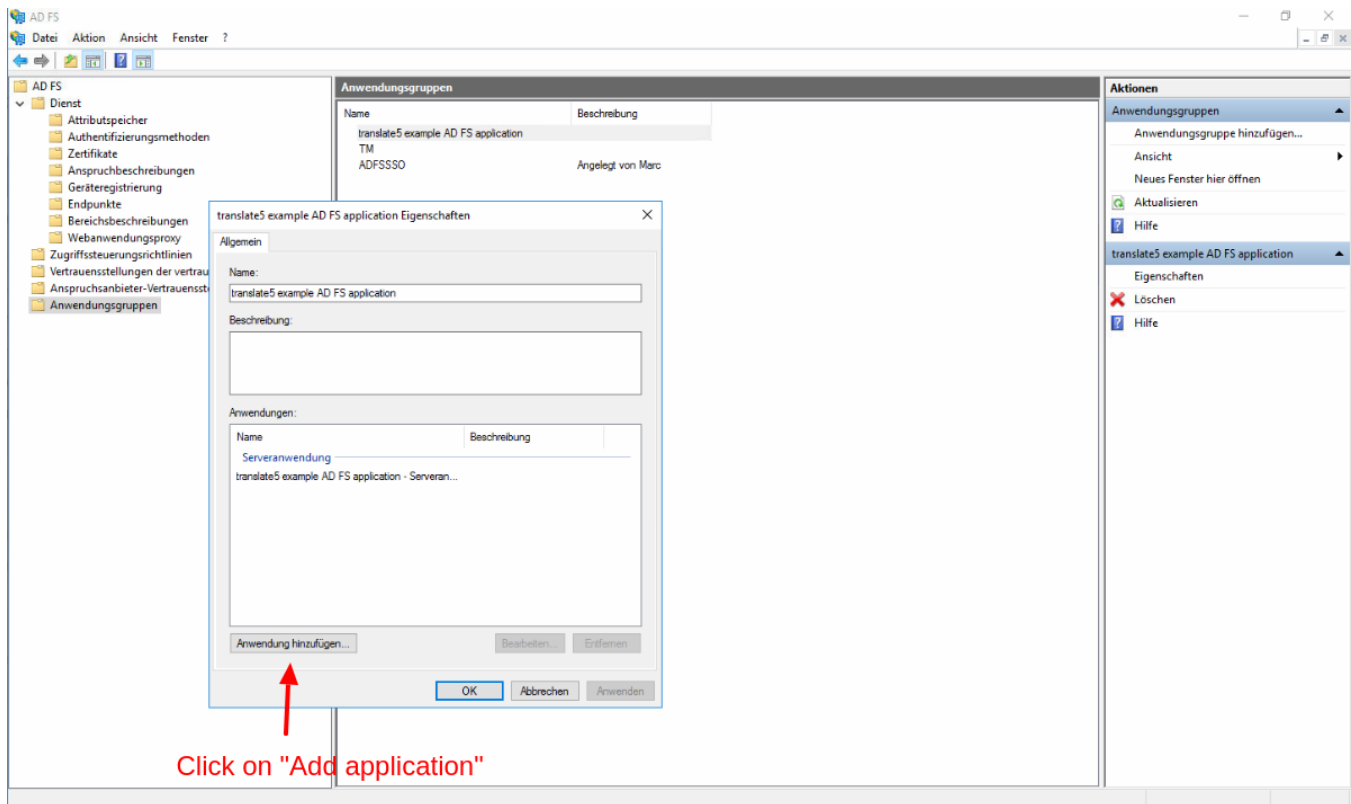 AD FS
Datei Aktion Ansicht Fenster ?
AD FS
Dienst
Attributspeicher
Authentifizierungsmethoden
Zertifikate
Anspruchbeschreibungen
Geräteregistrierung
Endpunkte
Bereichsbeschreibungen
Webanwendungsproxy
Zugriffssteuerungsrichtlinien
Vertrauensstellungen der vertrau
Anspruchsanbieter-Vertrauensst
Anwendungsgruppen
Anwendungsgruppen
Name Beschreibung
translate5 example AD FS application
TM
ADFSSSO Angelegt von Marc
translate5 example AD FS application Eigenschaften
Allgemein
Name:
translate5 example AD FS application
Beschreibung:
Anwendungen:
Name Beschreibung
Serveranwendung
translate5 example AD FS application - Serveran...
Anwendung hinzufügen... Bearbeiten... Entfernen
OK Abbrechen Anwenden
Click on "Add application"
Aktionen
Anwendungsgruppen
Anwendungsgruppe hinzufügen...
Ansicht
Neues Fenster hier öffnen
Aktualisieren
Hilfe
translate5 example AD FS application
Eigenschaften
Löschen
Hilfe